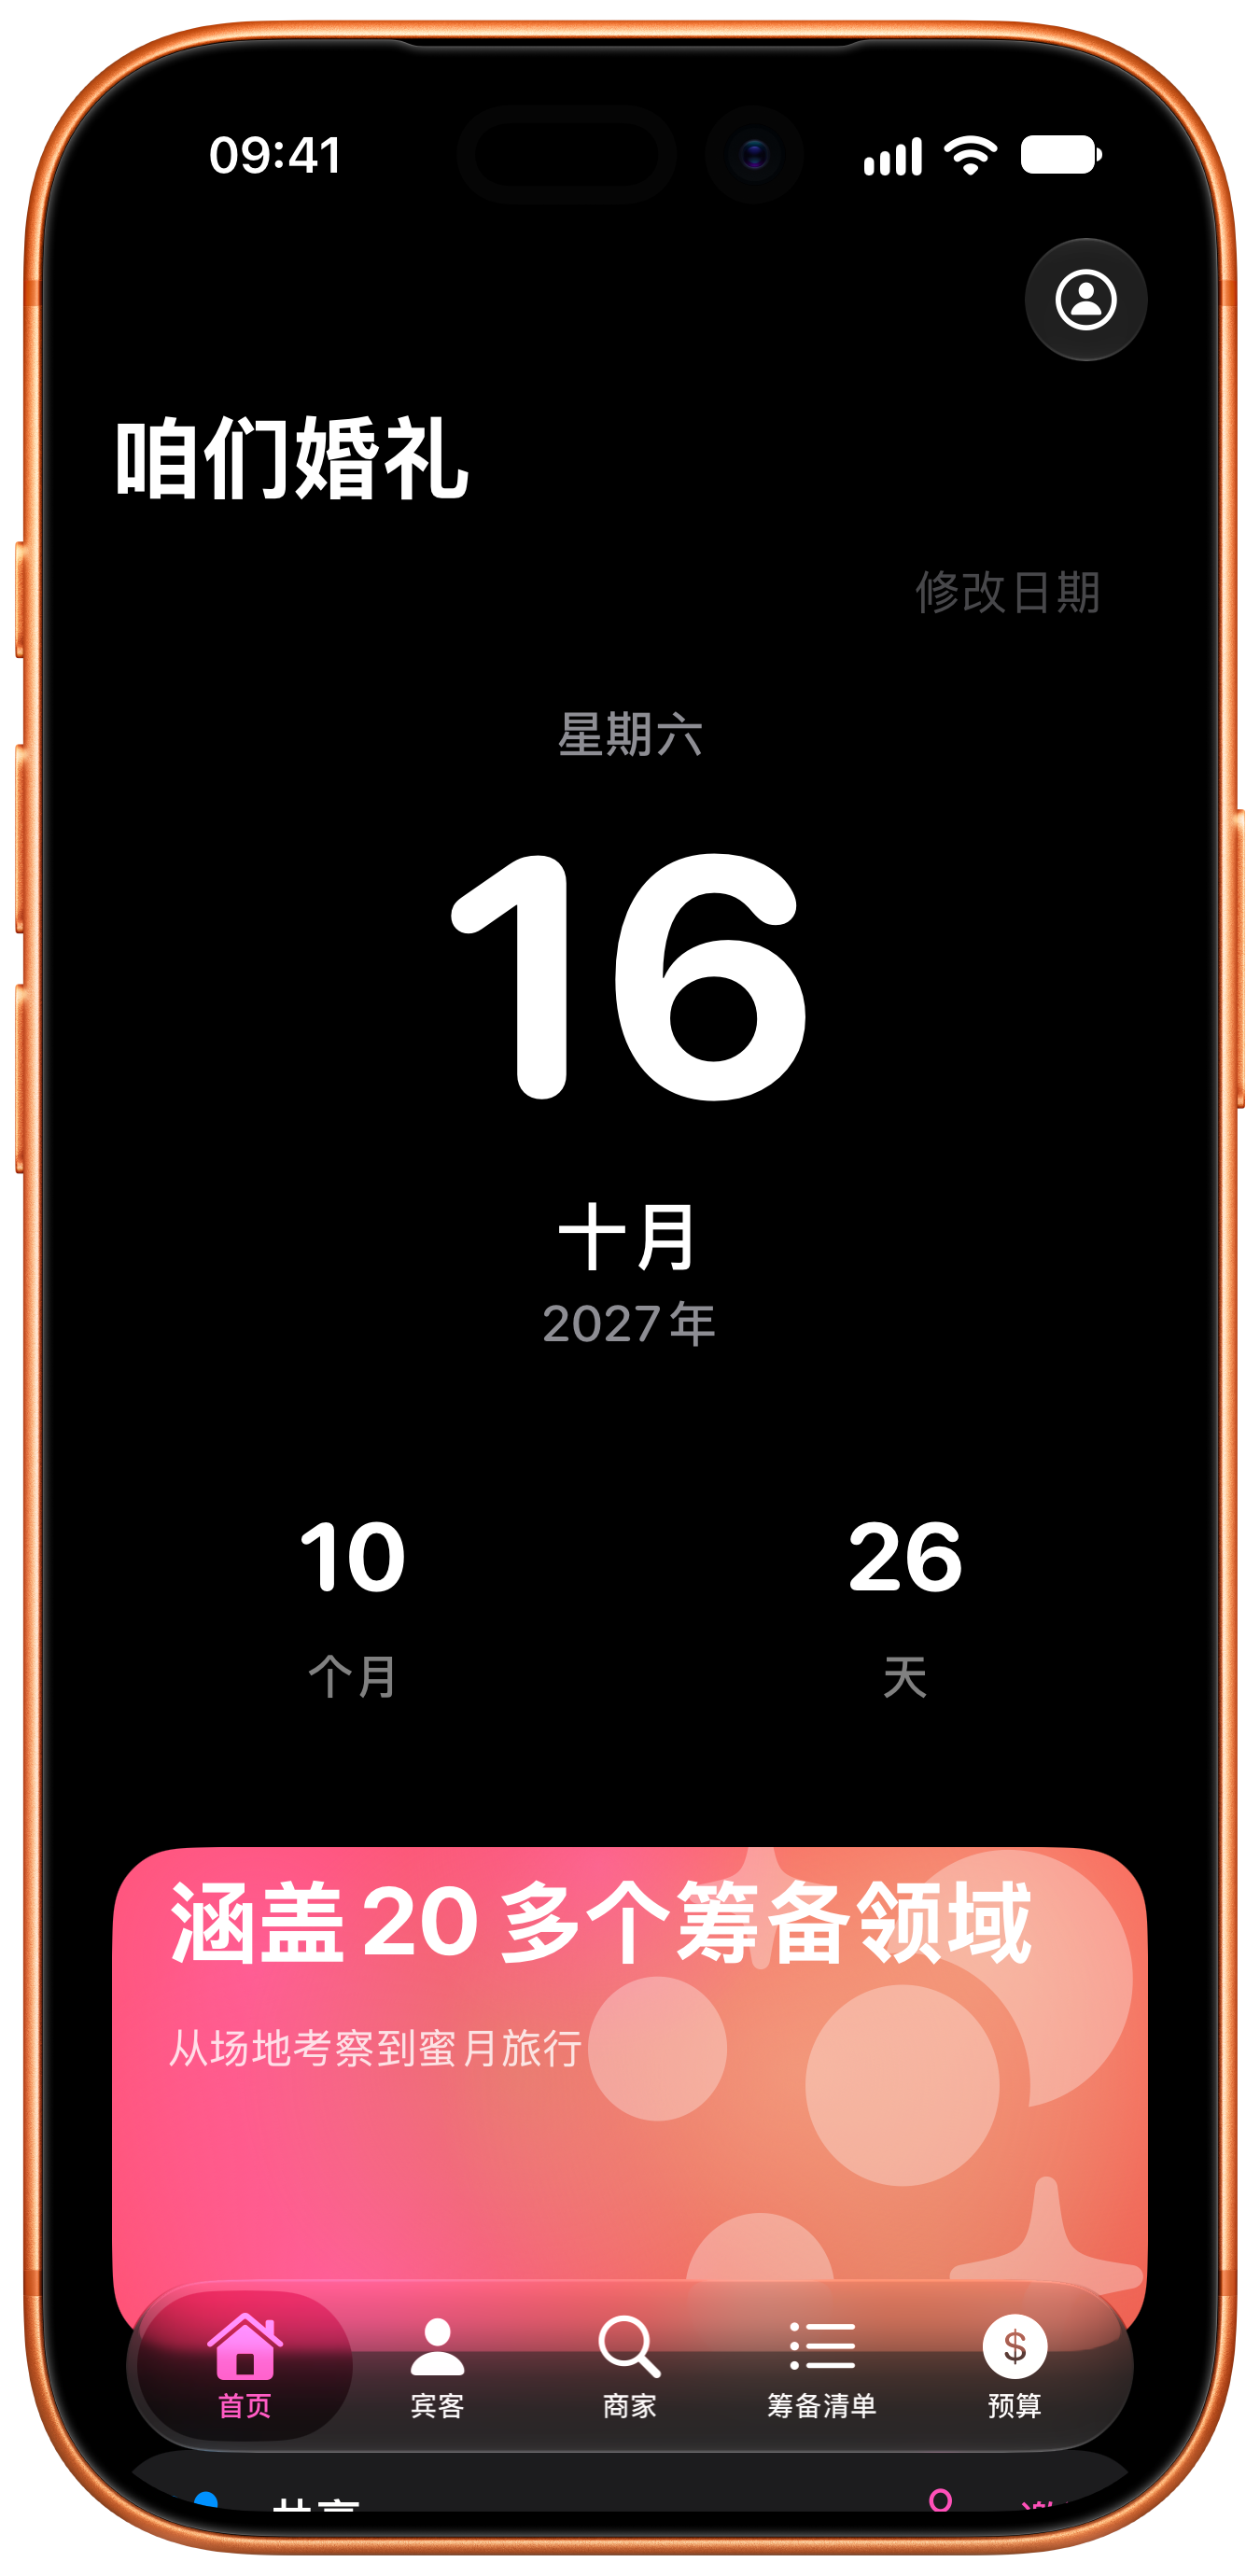 09:41
咱们婚礼
修改日期
星期六
16
十月
2027年
10
26
个月
天
涵盖20多个筹备领域
从场地考察到蜜月旅行
首页
宾客
商家
筹备清单
预算